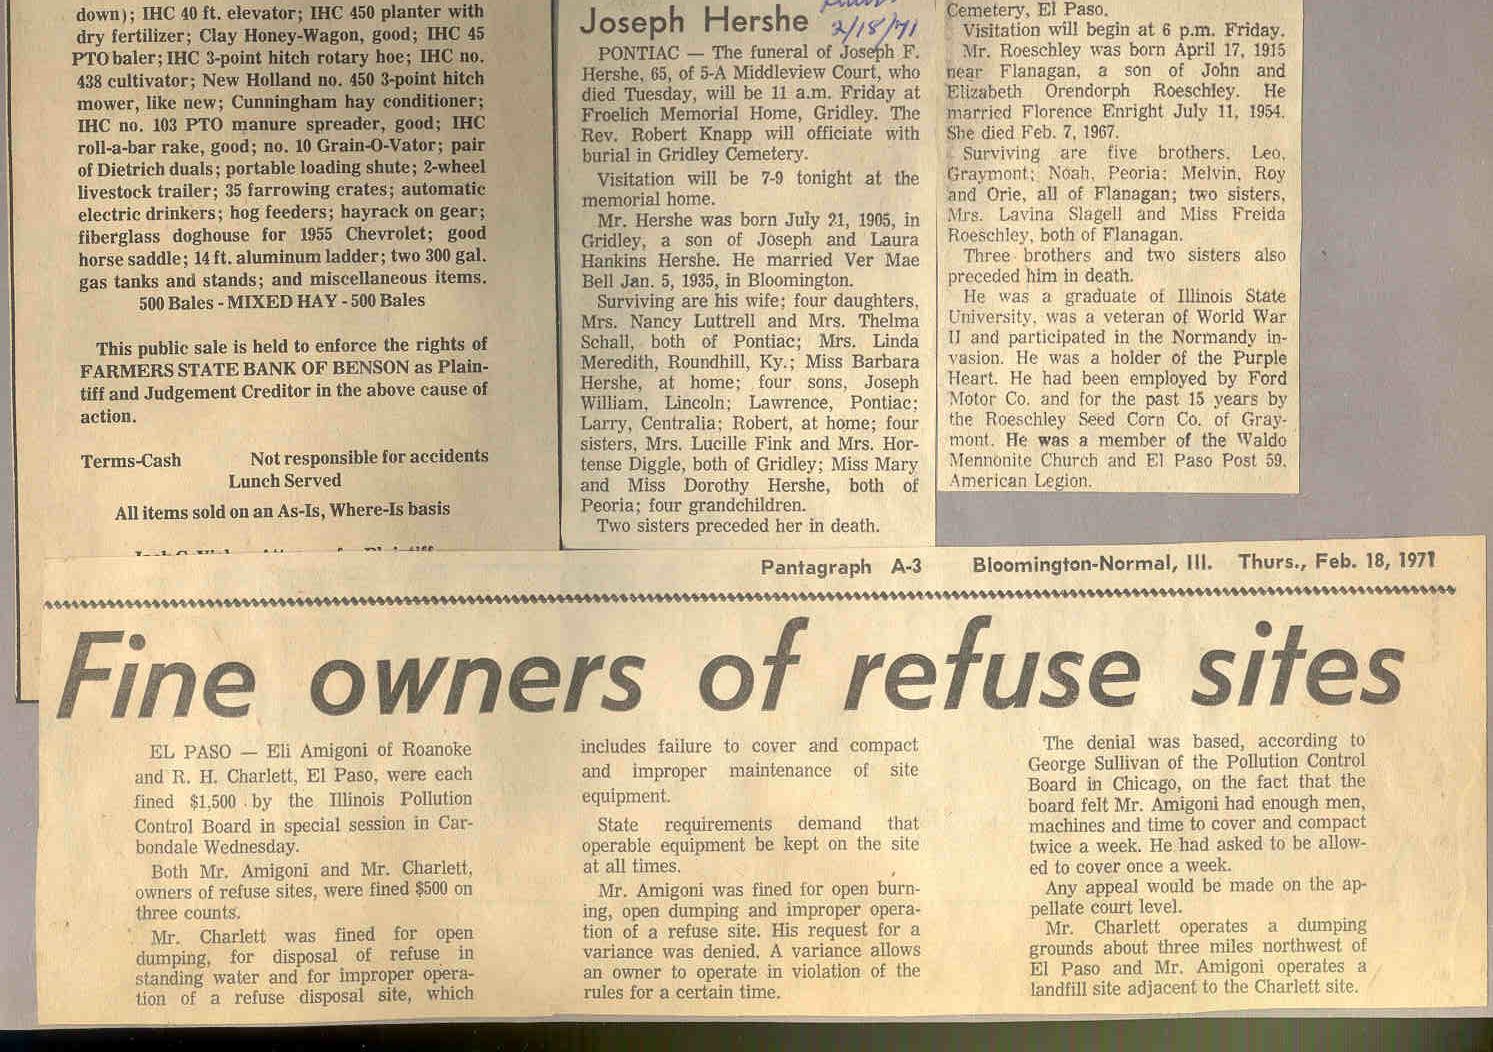 down); IHC 40 ft. elevator; IHC 450 planter with
dry fertilizer; Clay Honey-Wagon, good; IHC 45
PTO baler; IHC 3-point hitch rotary hoe; IHC no.
438 cultivator; New Holland no. 450 3-point hitch
mower, like new; Cunningham hay conditioner;
IHC no. 103 PTO manure spreader, good; IHC
roll-a-bar rake, good; no. 10 Grain-O-Vator; pair
of Dietrich duals; portable loading shute; 2-wheel
livestock trailer; 35 farrowing crates; automatic
electric drinkers; hog feeders; hayrack on gear;
fiberglass doghouse for 1955 Chevrolet; good
horse saddle; 14 ft. aluminum ladder; two 300 gal.
gas tanks and stands; and miscellaneous items.
500 Bales - MIXED HAY - 500 Bales
This public sale is held to enforce the rights of
FARMERS STATE BANK OF BENSON as Plain-
tiff and Judgement Creditor in the above cause of
action.
Terms-Cash Not responsible for accidents
Lunch Served
All items sold on an As-Is, Where-Is basis
Joseph Hershe
2/18/71
PONTIAC — The funeral of Joseph F.
Hershe, 65, of 5-A Middleview Court, who
died Tuesday, will be 11 a.m. Friday at
Froelich Memorial Home, Gridley. The
Rev. Robert Knapp will officiate with
burial in Gridley Cemetery.
Visitation will be 7-9 tonight at the
memorial home.
Mr. Hershe was born July 21, 1905, in
Gridley, a son of Joseph and Laura
Hankins Hershe. He married Ver Mae
Bell Jan. 5, 1935, in Bloomington.
Surviving are his wife; four daughters,
Mrs. Nancy Luttrell and Mrs. Thelma
Schall, both of Pontiac; Mrs. Linda
Meredith, Roundhill, Ky.; Miss Barbara
Hershe, at home; four sons, Joseph
William, Lincoln; Lawrence, Pontiac;
Larry, Centralia; Robert, at home; four
sisters, Mrs. Lucille Fink and Mrs. Hor-
tense Diggle, both of Gridley; Miss Mary
and Miss Dorothy Hershe, both of
Peoria; four grandchildren.
Two sisters preceded her in death.
Cemetery, El Paso.
Visitation will begin at 6 p.m. Friday.
Mr. Roeschley was born April 17, 1915
near Flanagan, a son of John and
Elizabeth Orendorph Roeschley. He
married Florence Enright July 11, 1954.
She died Feb. 7, 1967.
Surviving are five brothers, Leo,
Graymont; Noah, Peoria; Melvin, Roy
and Orie, all of Flanagan; two sisters,
Mrs. Lavina Slagell and Miss Freida
Roeschley, both of Flanagan.
Three brothers and two sisters also
preceded him in death.
He was a graduate of Illinois State
University, was a veteran of World War
II and participated in the Normandy in-
vasion. He was a holder of the Purple
Heart. He had been employed by Ford
Motor Co. and for the past 15 years by
the Roeschley Seed Corn Co. of Gray-
mont. He was a member of the Waldo
Mennonite Church and El Paso Post 59,
American Legion.
Pantagraph A-3 Bloomington-Normal, Ill. Thurs., Feb. 18, 1971
Fine owners of refuse sites
EL PASO — Eli Amigoni of Roanoke
and R. H. Charlett, El Paso, were each
fined $1,500 by the Illinois Pollution
Control Board in special session in Car-
bondale Wednesday.
Both Mr. Amigoni and Mr. Charlett,
owners of refuse sites, were fined $500 on
three counts.
Mr. Charlett was fined for open
dumping, for disposal of refuse in
standing water and for improper opera-
tion of a refuse disposal site, which
includes failure to cover and compact
and improper maintenance of site
equipment.
State requirements demand that
operable equipment be kept on the site
at all times.
Mr. Amigoni was fined for open burn-
ing, open dumping and improper opera-
tion of a refuse site. His request for a
variance was denied. A variance allows
an owner to operate in violation of the
rules for a certain time.
The denial was based, according to
George Sullivan of the Pollution Control
Board in Chicago, on the fact that the
board felt Mr. Amigoni had enough men,
machines and time to cover and compact
twice a week. He had asked to be allow-
ed to cover once a week.
Any appeal would be made on the ap-
pellate court level.
Mr. Charlett operates a dumping
grounds about three miles northwest of
El Paso and Mr. Amigoni operates a
landfill site adjacent to the Charlett site.